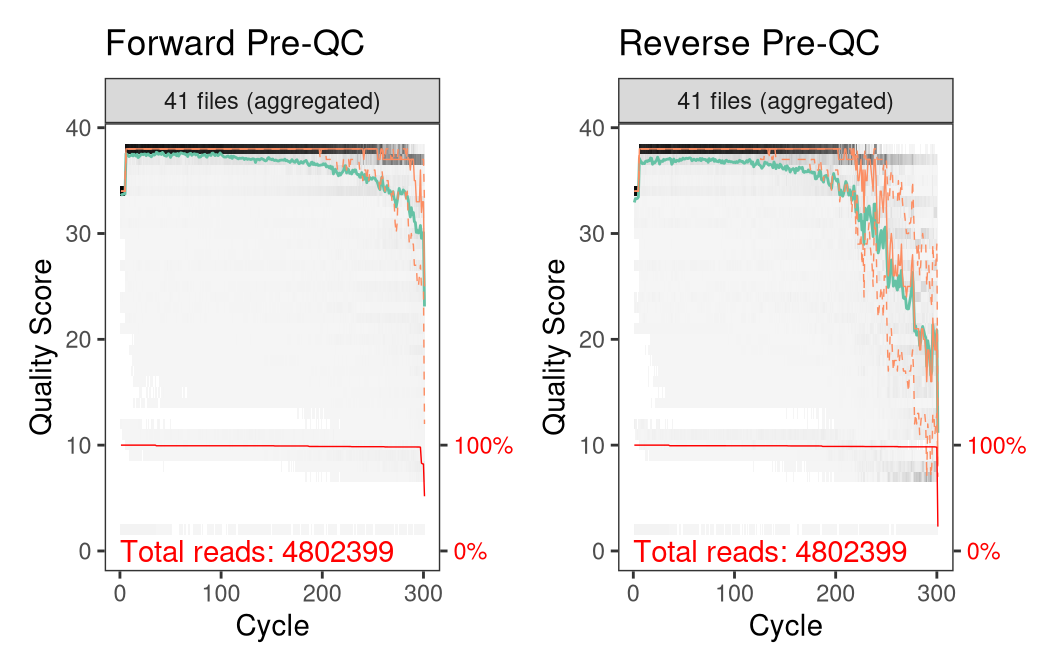 Forward Pre-QC
41 files (aggregated)
40
30
20
10
0
Quality Score
100%
0%
Total reads: 4802399
0 100 200 300
Cycle
Reverse Pre-QC
41 files (aggregated)
40
30
20
10
0
Quality Score
100%
0%
Total reads: 4802399
0 100 200 300
Cycle